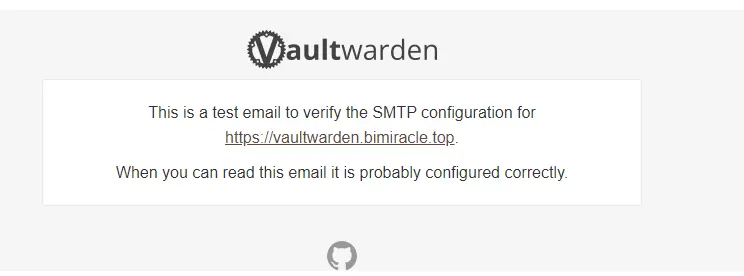 Vaultwarden
This is a test email to verify the SMTP configuration for
https://vaultwarden.bimiracle.top.
When you can read this email it is probably configured correctly.